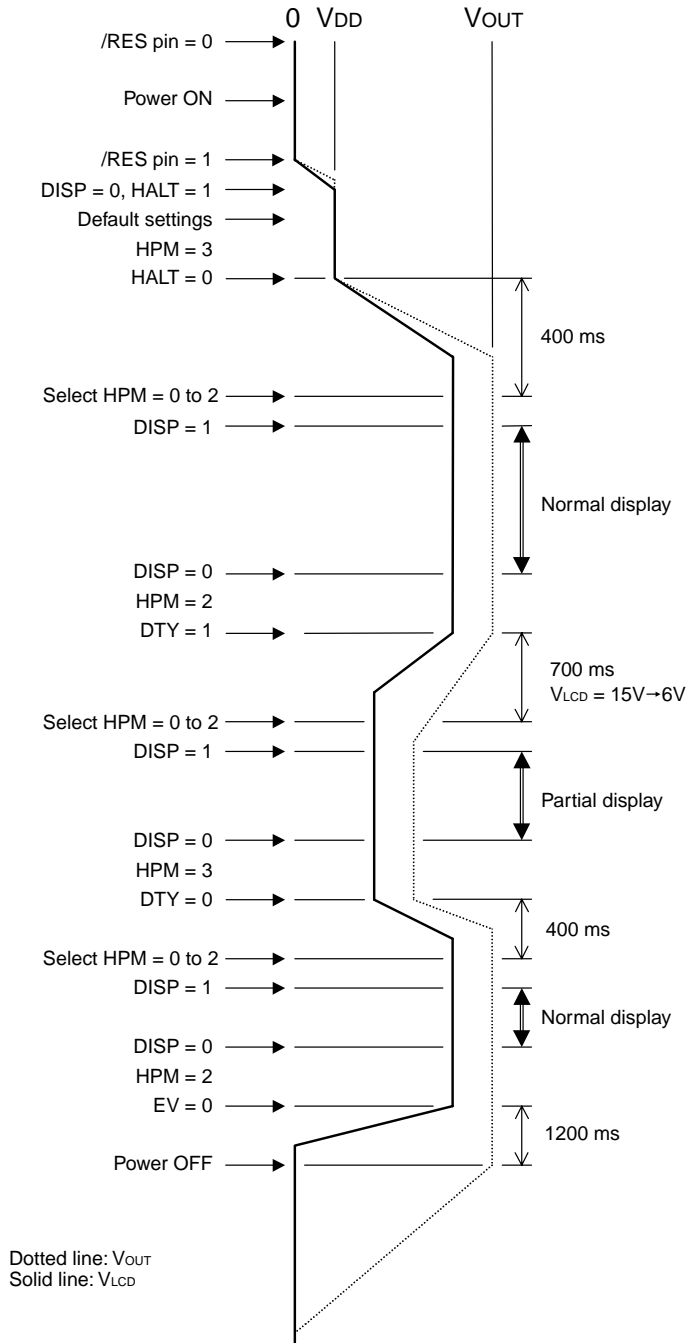 0 VDD VOUT
/RES pin = 0
Power ON
/RES pin = 1
DISP = 0, HALT = 1
Default settings
HPM = 3
HALT = 0
400 ms
Select HPM = 0 to 2
DISP = 1
Normal display
DISP = 0
HPM = 2
DTY = 1
700 ms
VLCD = 15V→6V
Select HPM = 0 to 2
DISP = 1
Partial display
DISP = 0
HPM = 3
DTY = 0
400 ms
Select HPM = 0 to 2
DISP = 1
Normal display
DISP = 0
HPM = 2
EV = 0
1200 ms
Power OFF
Dotted line: VOUT
Solid line: VLCD